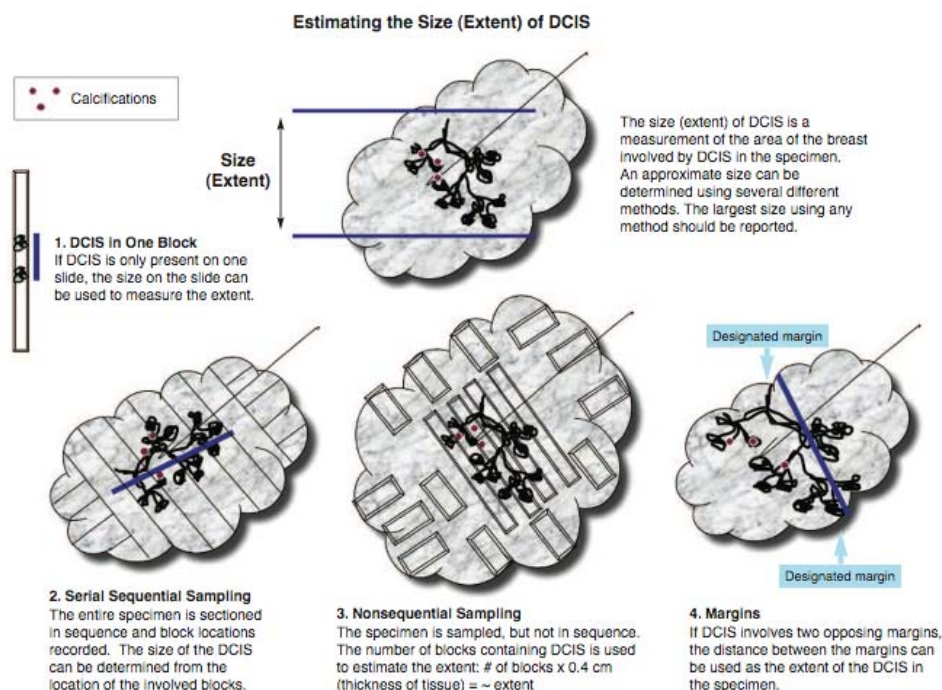 Estimating the Size (Extent) of DCIS
Calcifications
Size
(Extent)
The size (extent) of DCIS is a
measurement of the area of the breast
involved by DCIS in the specimen.
An approximate size can be
determined using several different
methods. The largest size using any
method should be reported.
1. DCIS in One Block
If DCIS is only present on one
slide, the size on the slide can
be used to measure the extent.
Designated margin
Designated margin
2. Serial Sequential Sampling
The entire specimen is sectioned
in sequence and block locations
recorded. The size of the DCIS
can be determined from the
location of the involved blocks.
3. Nonsequential Sampling
The specimen is sampled, but not in sequence.
The number of blocks containing DCIS is used
to estimate the extent: # of blocks x 0.4 cm
(thickness of tissue) = ~ extent
4. Margins
If DCIS involves two opposing margins,
the distance between the margins can
be used as the extent of the DCIS in
the specimen.